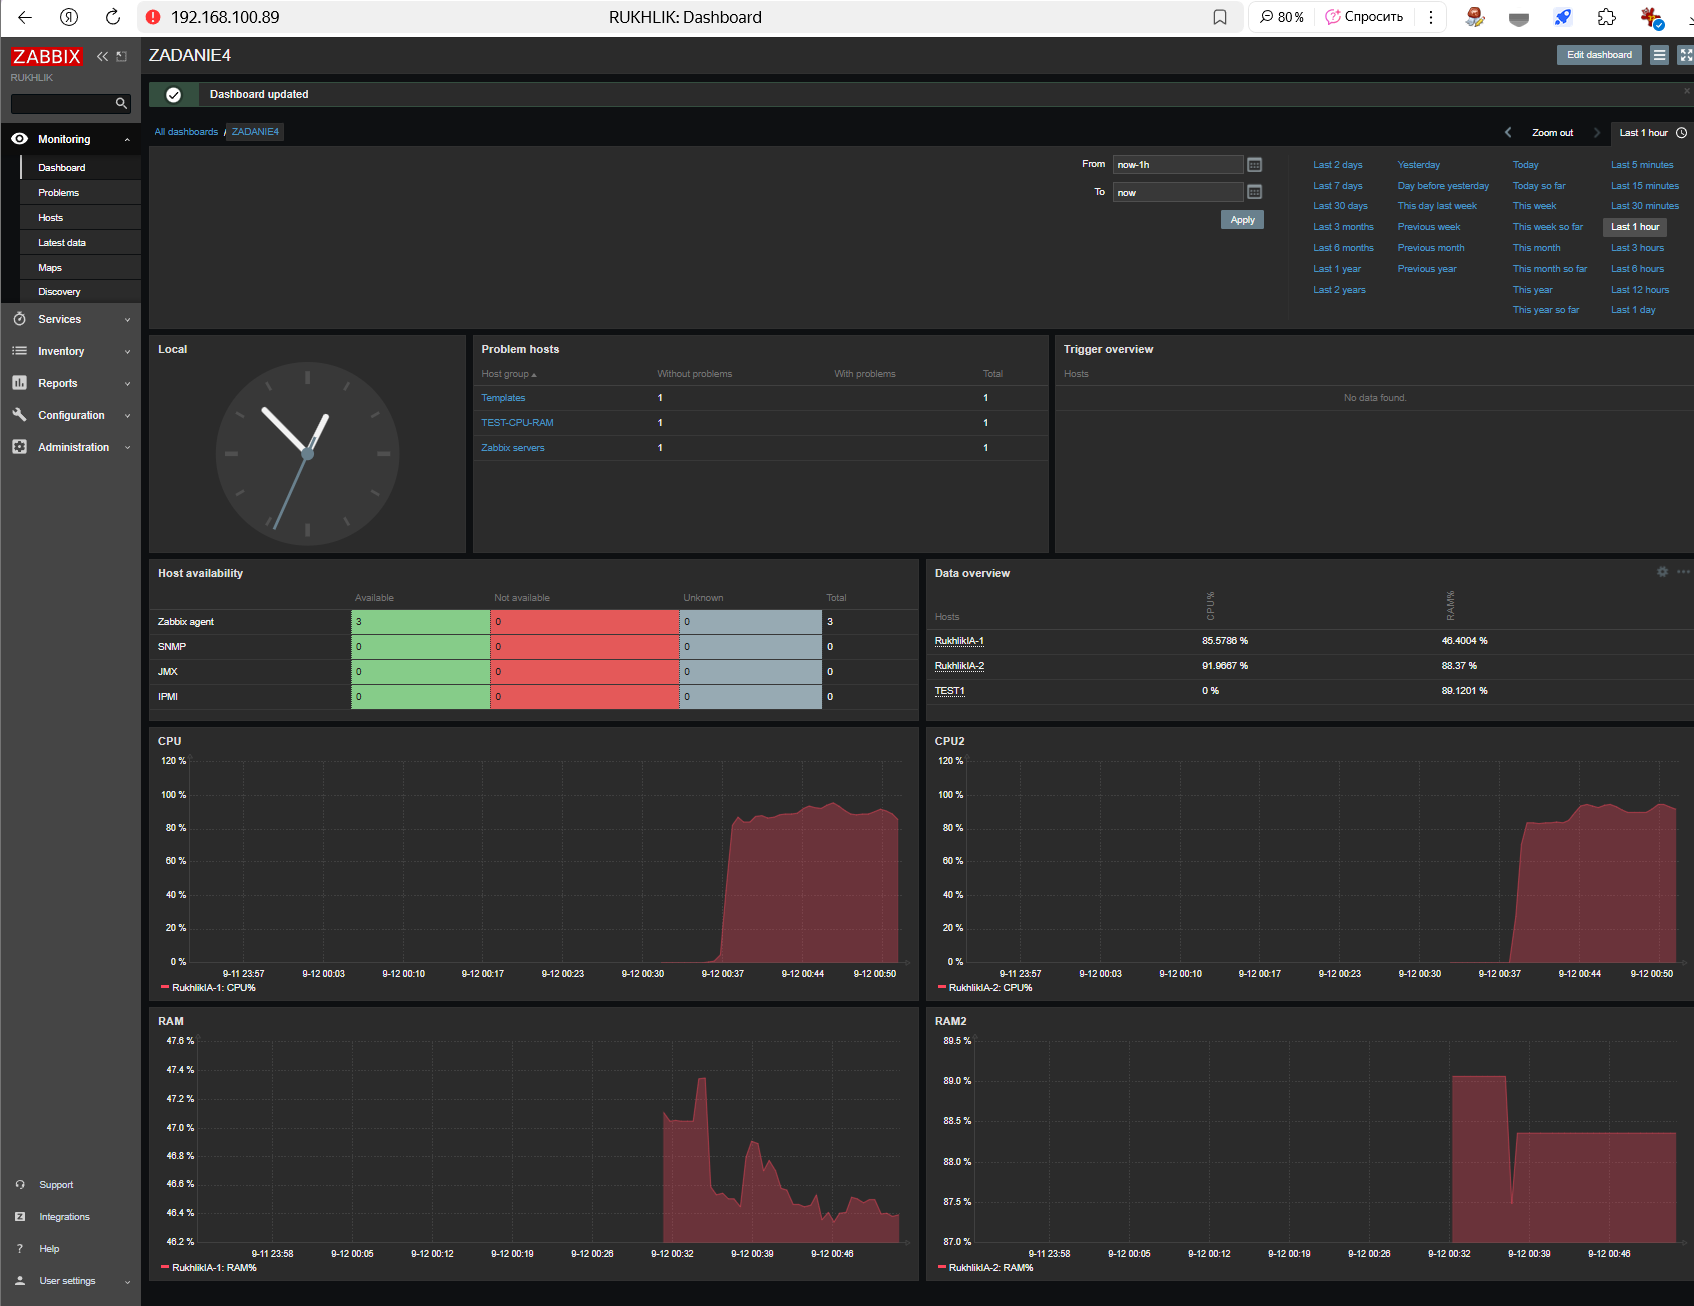 192.168.100.89
RUKHLIK: Dashboard
80%
Спросить
ZABBIX
RUKHLIK
Monitoring
Dashboard
Problems
Hosts
Latest data
Maps
Discovery
Services
Inventory
Reports
Configuration
Administration
Support
Integrations
Help
User settings
ZADANIE4
Edit dashboard
Dashboard updated
All dashboards / ZADANIE4
Zoom out
Last 1 hour
From now-1h
To now
Apply
Last 2 days Yesterday Today Last 5 minutes
Last 7 days Day before yesterday Today so far Last 15 minutes
Last 30 days This day last week This week Last 30 minutes
Last 3 months Previous week This week so far Last 1 hour
Last 6 months Previous month This month Last 3 hours
Last 1 year Previous year This month so far Last 6 hours
Last 2 years This year Last 12 hours
This year so far Last 1 day
Local
Problem hosts
Host group Without problems With problems Total
Templates 1 1
TEST-CPU-RAM 1 1
Zabbix servers 1 1
Trigger overview
Hosts
No data found.
Host availability
Available Not available Unknown Total
Zabbix agent 3 0 0 3
SNMP 0 0 0 0
JMX 0 0 0 0
IPMI 0 0 0 0
Data overview
Hosts CPU% RAM%
RukhlikIA-1 85.5786 % 46.4004 %
RukhlikIA-2 91.9667 % 88.37 %
TEST1 0 % 89.1201 %
CPU
120 %
100 %
80 %
60 %
40 %
20 %
0 %
9-11 23:57 9-12 00:03 9-12 00:10 9-12 00:17 9-12 00:23 9-12 00:30 9-12 00:37 9-12 00:44 9-12 00:50
RukhlikIA-1: CPU%
CPU2
120 %
100 %
80 %
60 %
40 %
20 %
0 %
9-11 23:57 9-12 00:03 9-12 00:10 9-12 00:17 9-12 00:23 9-12 00:30 9-12 00:37 9-12 00:44 9-12 00:50
RukhlikIA-2: CPU%
RAM
47.6 %
47.4 %
47.2 %
47.0 %
46.8 %
46.6 %
46.4 %
46.2 %
9-11 23:58 9-12 00:05 9-12 00:12 9-12 00:19 9-12 00:26 9-12 00:32 9-12 00:39 9-12 00:46
RukhlikIA-1: RAM%
RAM2
89.5 %
89.0 %
88.5 %
88.0 %
87.5 %
87.0 %
9-11 23:58 9-12 00:05 9-12 00:12 9-12 00:19 9-12 00:26 9-12 00:32 9-12 00:39 9-12 00:46
RukhlikIA-2: RAM%